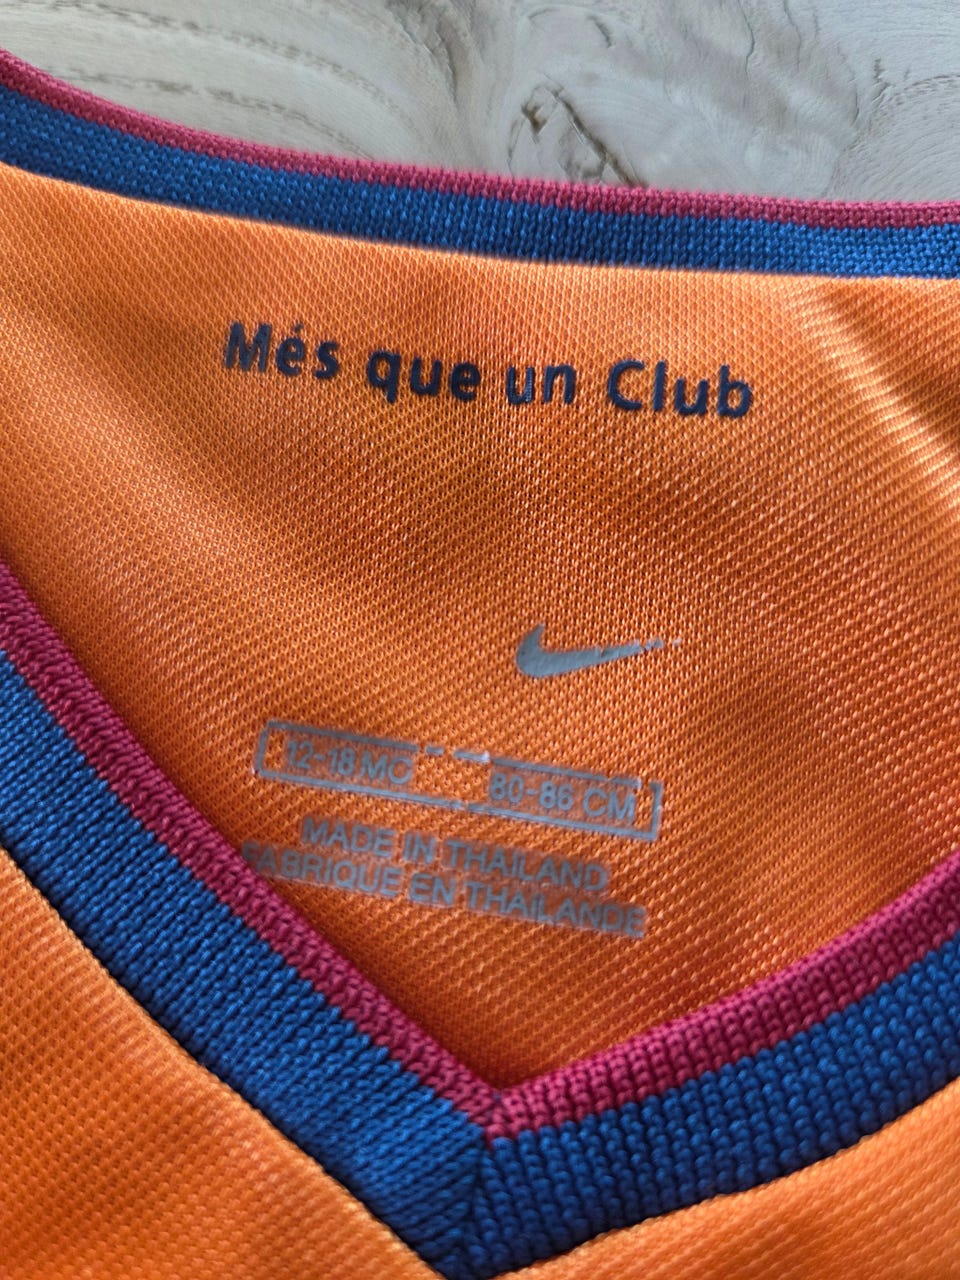 Més que un Club
12-18 MO 80-86 CM
MADE IN THAILAND
FABRIQUE EN THAILANDE